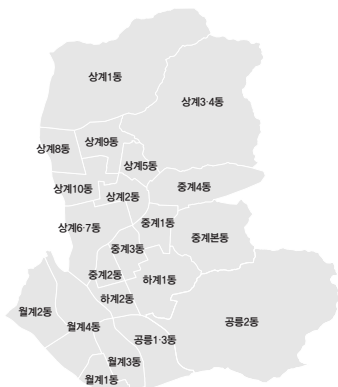 상계1동
상계3·4동
상계9동
상계8동
상계5동
상계10동
중계4동
상계2동
중계1동
상계6·7동
중계본동
중계3동
중계2동
하계1동
하계2동
월계2동
공릉2동
월계4동
공릉1·3동
월계3동
월계1동